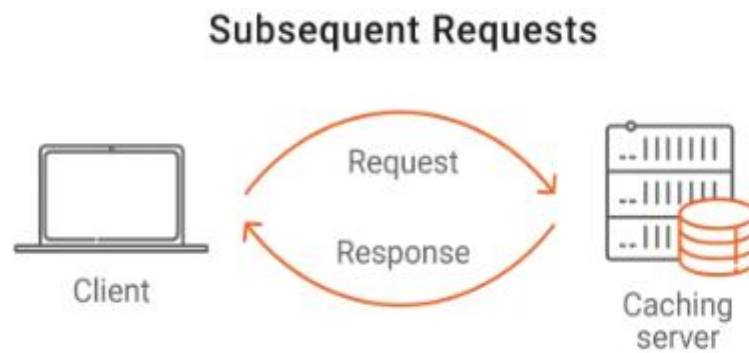 Subsequent Requests
Request
Response
Client
Caching
server